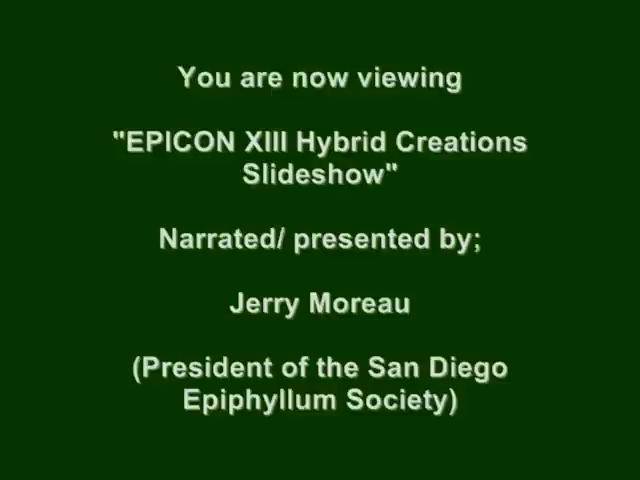 You are now viewing
"EPICON XIII Hybrid Creations
Slideshow"
Narrated/ presented by;
Jerry Moreau
(President of the San Diego
Epiphyllum Society)